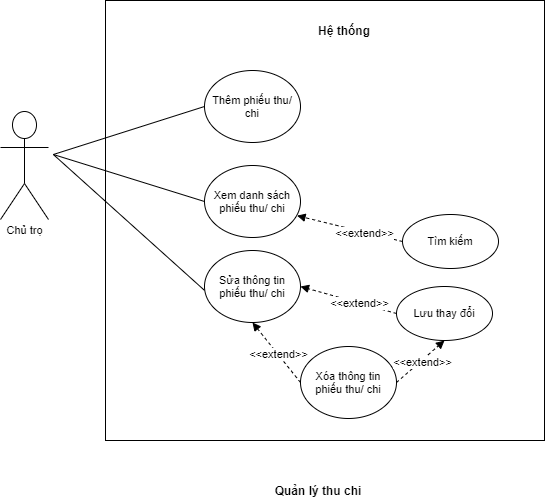 Hệ thống
Thêm phiếu thu/
chi
Chủ trọ
Xem danh sách
phiếu thu/ chi
<<extend>>
Tìm kiếm
Sửa thông tin
phiếu thu/ chi
<<extend>>
Lưu thay đổi
<<extend>>
Xóa thông tin
phiếu thu/ chi
<<extend>>
Quản lý thu chi